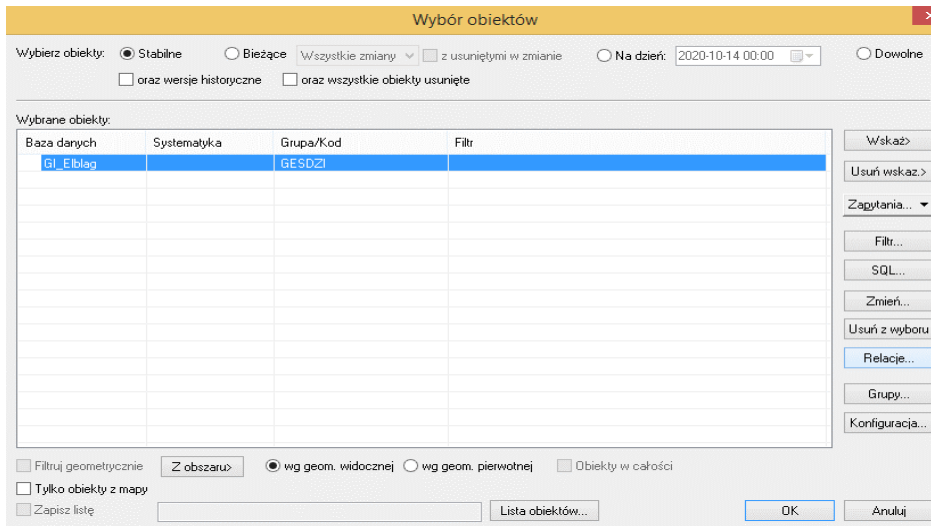 Wybór obiektów
Wybierz obiekty: Stabilne Bieżące Wszystkie zmiany z usuniętymi w zmianie Na dzień: 2020-10-14 00:00 Dowolne
oraz wersje historyczne oraz wszystkie obiekty usunięte
Wybrane obiekty:
Baza danych Systematyka Grupa/Kod Filtr
GI_Elblag GESDZI
Wskaż>
Usuń wskaz.>
Zapytania...
Filtr...
SQL...
Zmień...
Usuń z wyboru
Relacje...
Grupy...
Konfiguracja...
Filtruj geometrycznie Z obszaru> wg geom. widocznej wg geom. pierwotnej Obiekty w całości
Tylko obiekty z mapy
Zapisz listę Lista obiektów... OK Anuluj